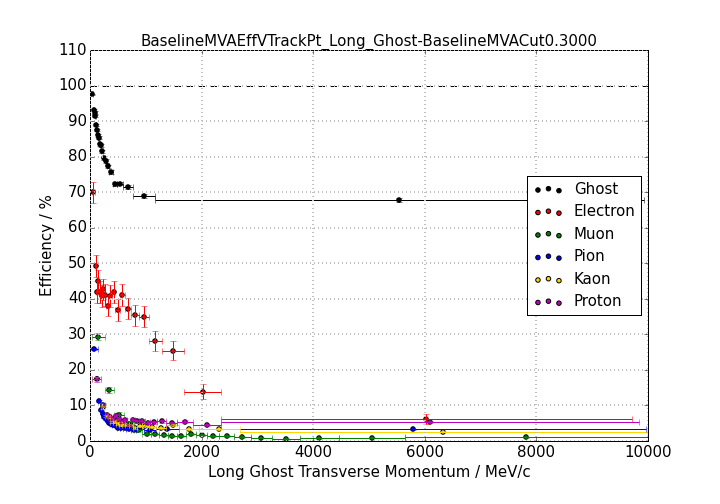 BaselineMVAEffVTrackPt_Long_Ghost-BaselineMVACut0.3000
110
100
90
80
70
60
50
40
30
20
10
0
Efficiency / %
Ghost
Electron
Muon
Pion
Kaon
Proton
0 2000 4000 6000 8000 10000
Long Ghost Transverse Momentum / MeV/c